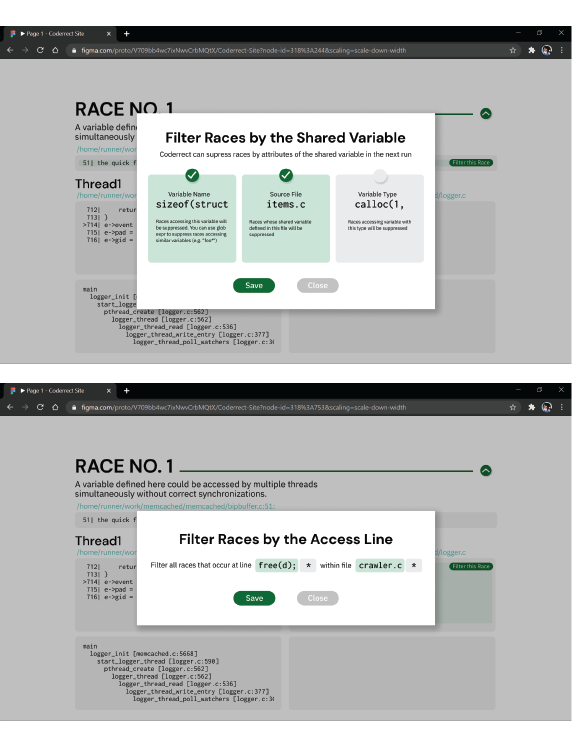 ▶ Page 1 - Coderrect Site
figma.com/proto/V709bb4wc7ixNwvCrbMQtX/Coderrect-Site?node-id=318%3A244&scaling=scale-down-width
RACE NO. 1
A variable define
simultaneously
/home/runner/wor
51| the quick f
Filter this Race
Thread1
/home/runner/wor
d/logger.c
712| retur
713| }
>714| e->event
715| e->pad =
716| e->gid =
Filter Races by the Shared Variable
Coderrect can supress races by attributes of the shared variable in the next run
Variable Name
sizeof(struct
Races accessing this variable will
be suppressed. You can use glob
expr to suppress races accessing
similar variables (e.g. "foo*")
Source File
items.c
Races whose shared variable
defined in this file will be
suppressed
Variable Type
calloc(1,
Races accessing variable with
this type will be suppressed
Save
Close
main
logger_init [
start_logge
pthread_create [logger.c:562]
logger_thread [logger.c:562]
logger_thread_read [logger.c:536]
logger_thread_write_entry [logger.c:377]
logger_thread_poll_watchers [logger.c:3
▶ Page 1 - Coderrect Site
figma.com/proto/V709bb4wc7ixNwvCrbMQtX/Coderrect-Site?node-id=318%3A753&scaling=scale-down-width
RACE NO. 1
A variable defined here could be accessed by multiple threads
simultaneously without correct synchronizations.
/home/runner/work/memcached/memcached/bipbuffer.c:51:
51| the quick f
Thread1
/home/runner/wor
d/logger.c
712| retur
713| }
>714| e->event
715| e->pad =
716| e->gid =
Filter this Race
Filter Races by the Access Line
Filter all races that occur at line free(d); * within file crawler.c *
Save
Close
main
logger_init [memcached.c:5668]
start_logger_thread [logger.c:590]
pthread_create [logger.c:562]
logger_thread [logger.c:562]
logger_thread_read [logger.c:536]
logger_thread_write_entry [logger.c:377]
logger_thread_poll_watchers [logger.c:3